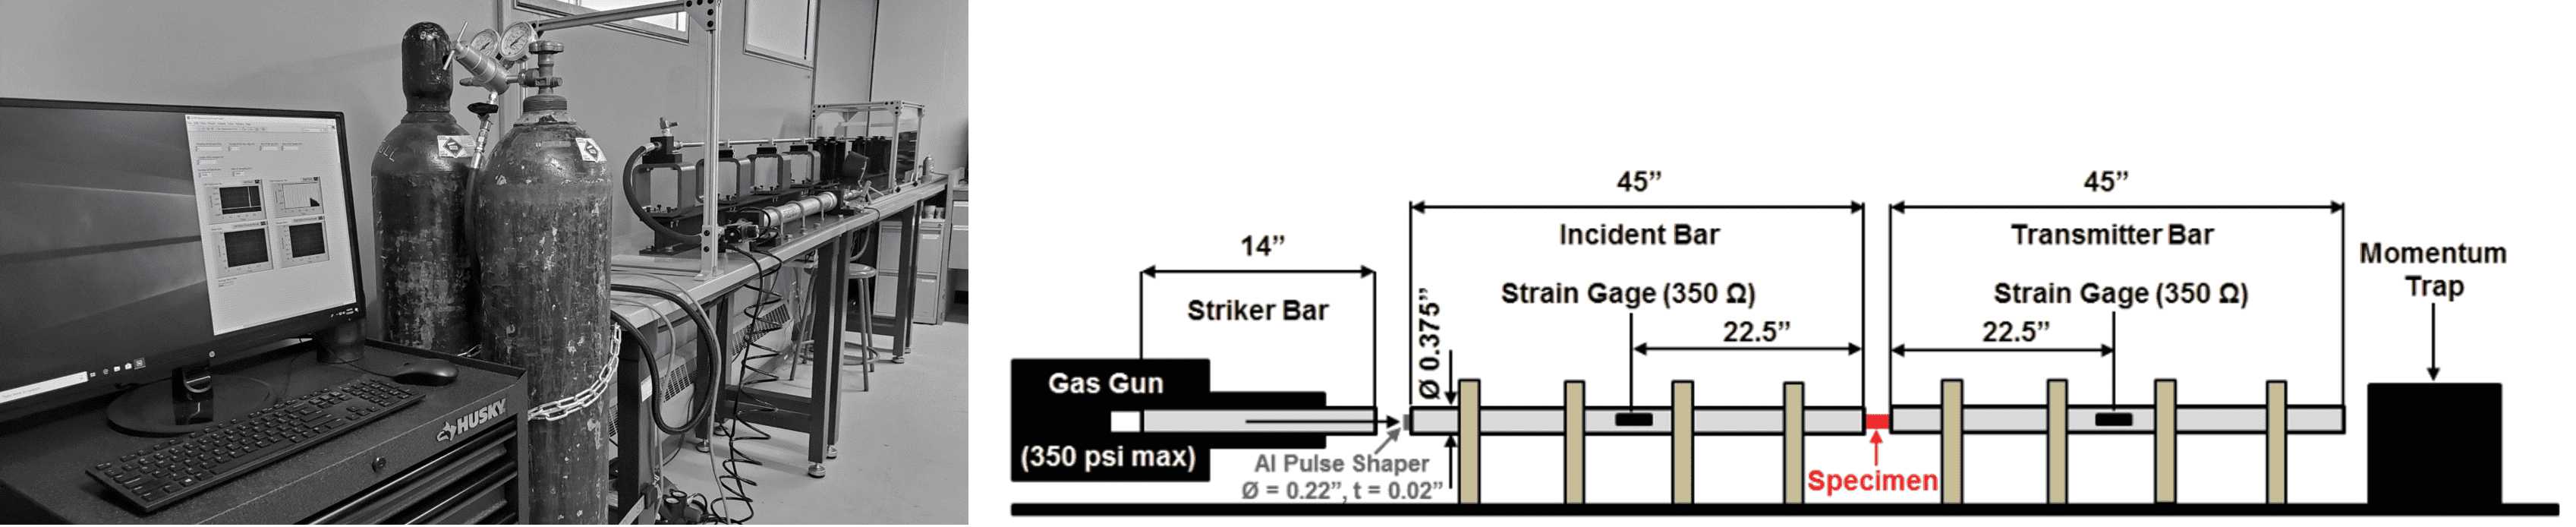 HUSKY
45”
45”
Incident Bar
Transmitter Bar
14”
Momentum
Trap
Strain Gage (350 Ω)
Strain Gage (350 Ω)
Striker Bar
Ø 0.375”
22.5”
22.5”
Gas Gun
(350 psi max)
Al Pulse Shaper
Ø = 0.22”, t = 0.02”
Specimen